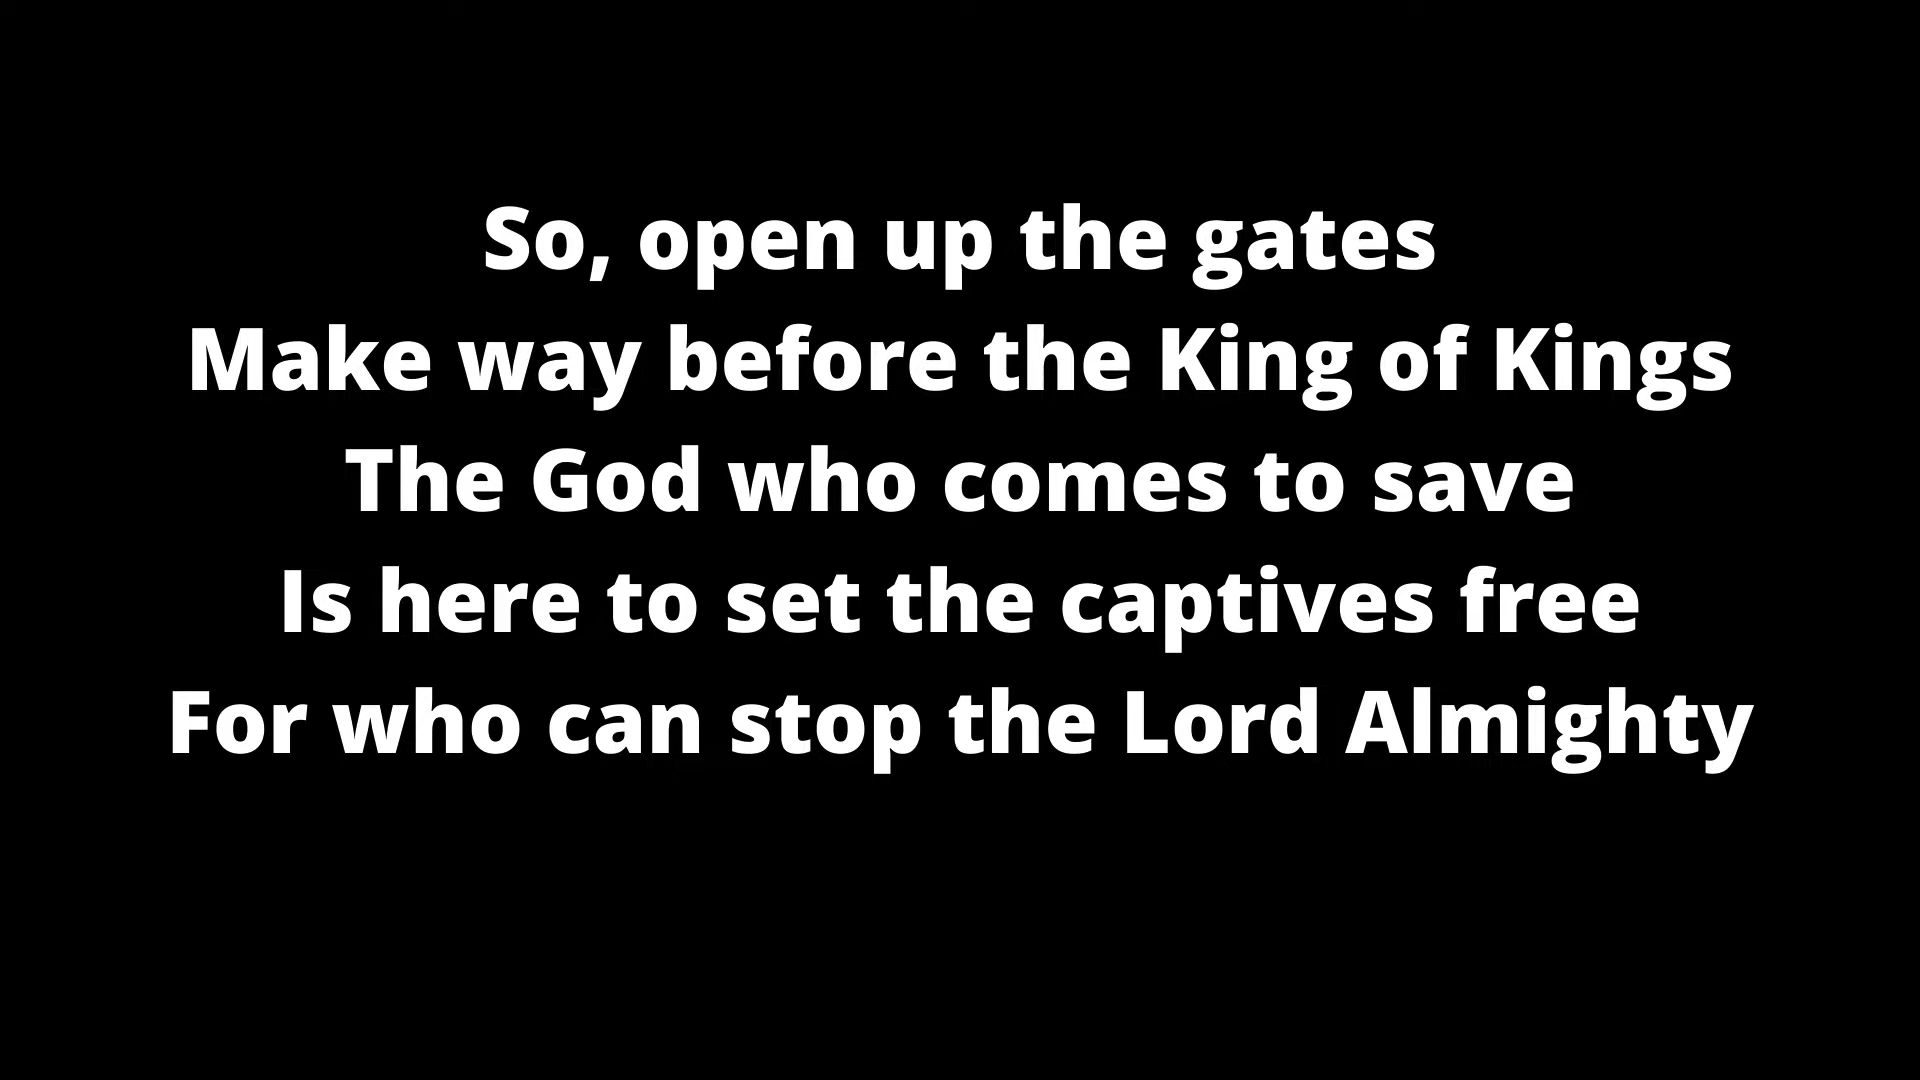 So, open up the gates
Make way before the King of Kings
The God who comes to save
Is here to set the captives free
For who can stop the Lord Almighty